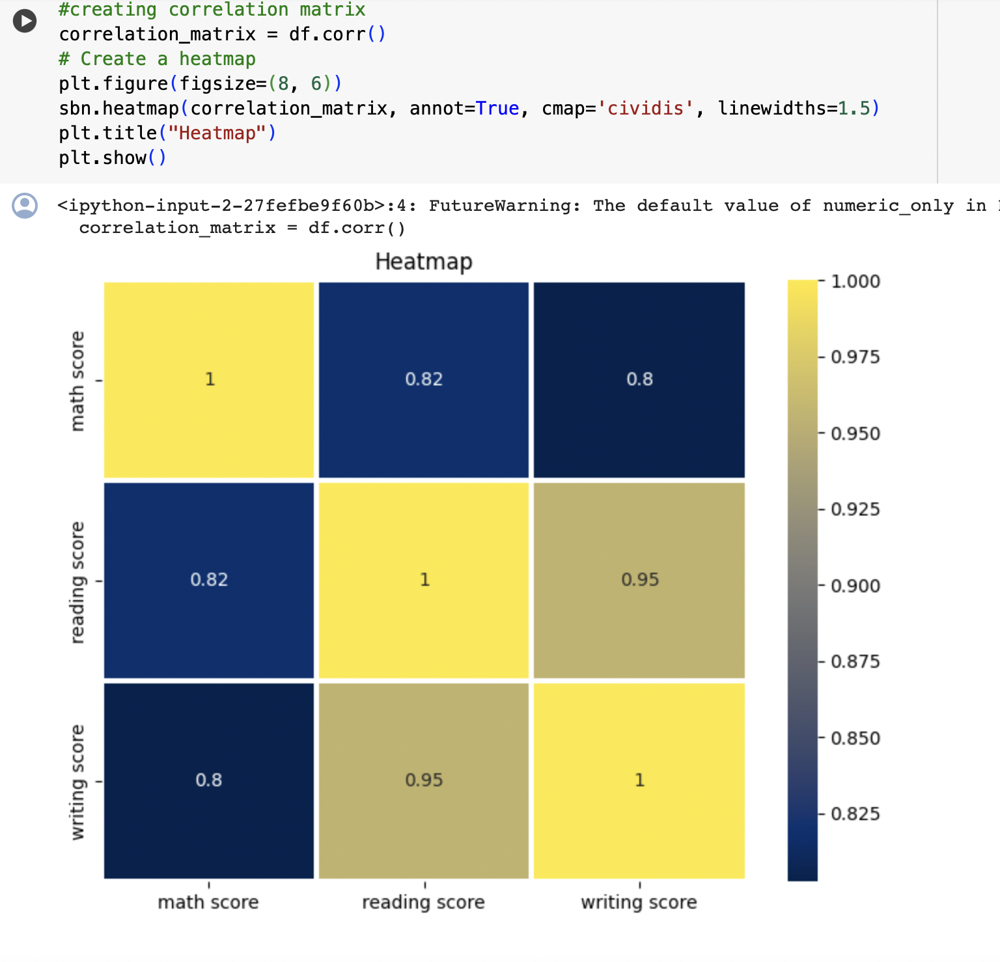 #creating correlation matrix
correlation_matrix = df.corr()
# Create a heatmap
plt.figure(figsize=(8, 6))
sbn.heatmap(correlation_matrix, annot=True, cmap='cividis', linewidths=1.5)
plt.title("Heatmap")
plt.show()
<ipython-input-2-27fefbe9f60b>:4: FutureWarning: The default value of numeric_only in
correlation_matrix = df.corr()
Heatmap
math score
1
0.82
0.8
reading score
0.82
1
0.95
writing score
0.8
0.95
1
math score
reading score
writing score
1.000
0.975
0.950
0.925
0.900
0.875
0.850
0.825